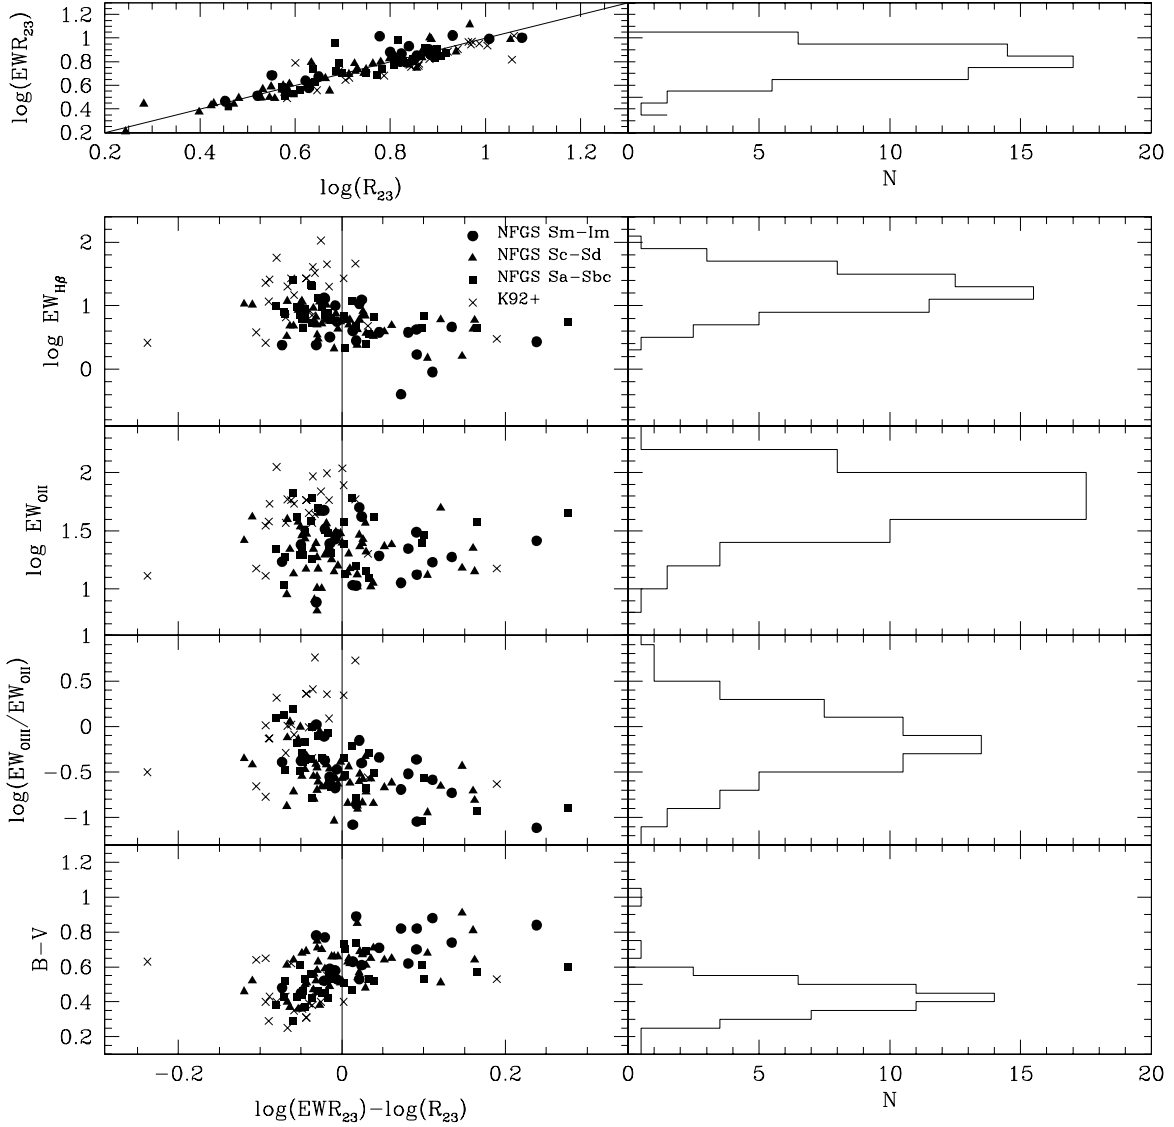 log(EWR₂₃)
1.2
1
0.8
0.6
0.4
0.2
0.2 0.4 0.6 0.8 1 1.2
log(R₂₃)
0 5 10 15 20
N
log EW_Hβ
2
1
0
NFGS Sm−Im
NFGS Sc−Sd
NFGS Sa−Sbc
K92+
log EW_OII
2
1.5
1
log(EW_OIII/EW_OII)
1
0.5
0
−0.5
−1
B−V
1.2
1
0.8
0.6
0.4
0.2
−0.2 0 0.2
log(EWR₂₃)−log(R₂₃)
0 5 10 15 20
N